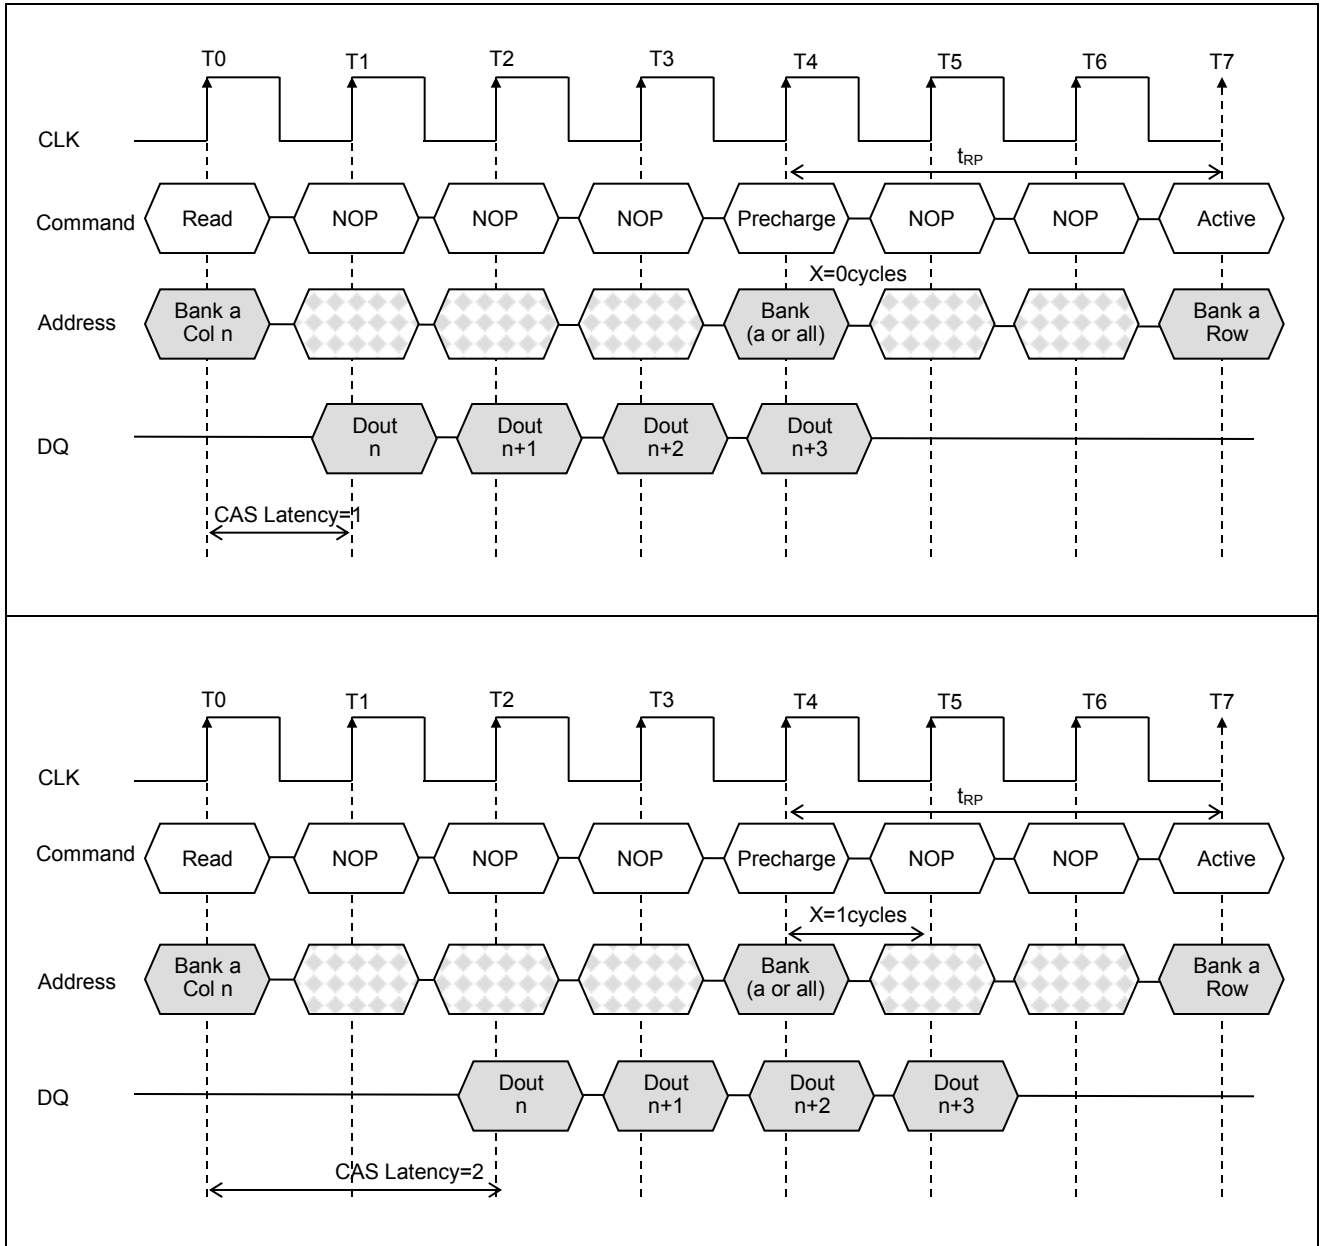 T0 T1 T2 T3 T4 T5 T6 T7
CLK
tRP
Command Read NOP NOP NOP Precharge NOP NOP Active
X=0cycles
Address Bank a Bank Bank a
Col n (a or all) Row
DQ Dout Dout Dout Dout
n n+1 n+2 n+3
CAS Latency=1
T0 T1 T2 T3 T4 T5 T6 T7
CLK
tRP
Command Read NOP NOP NOP Precharge NOP NOP Active
X=1cycles
Address Bank a Bank Bank a
Col n (a or all) Row
DQ Dout Dout Dout Dout
n n+1 n+2 n+3
CAS Latency=2